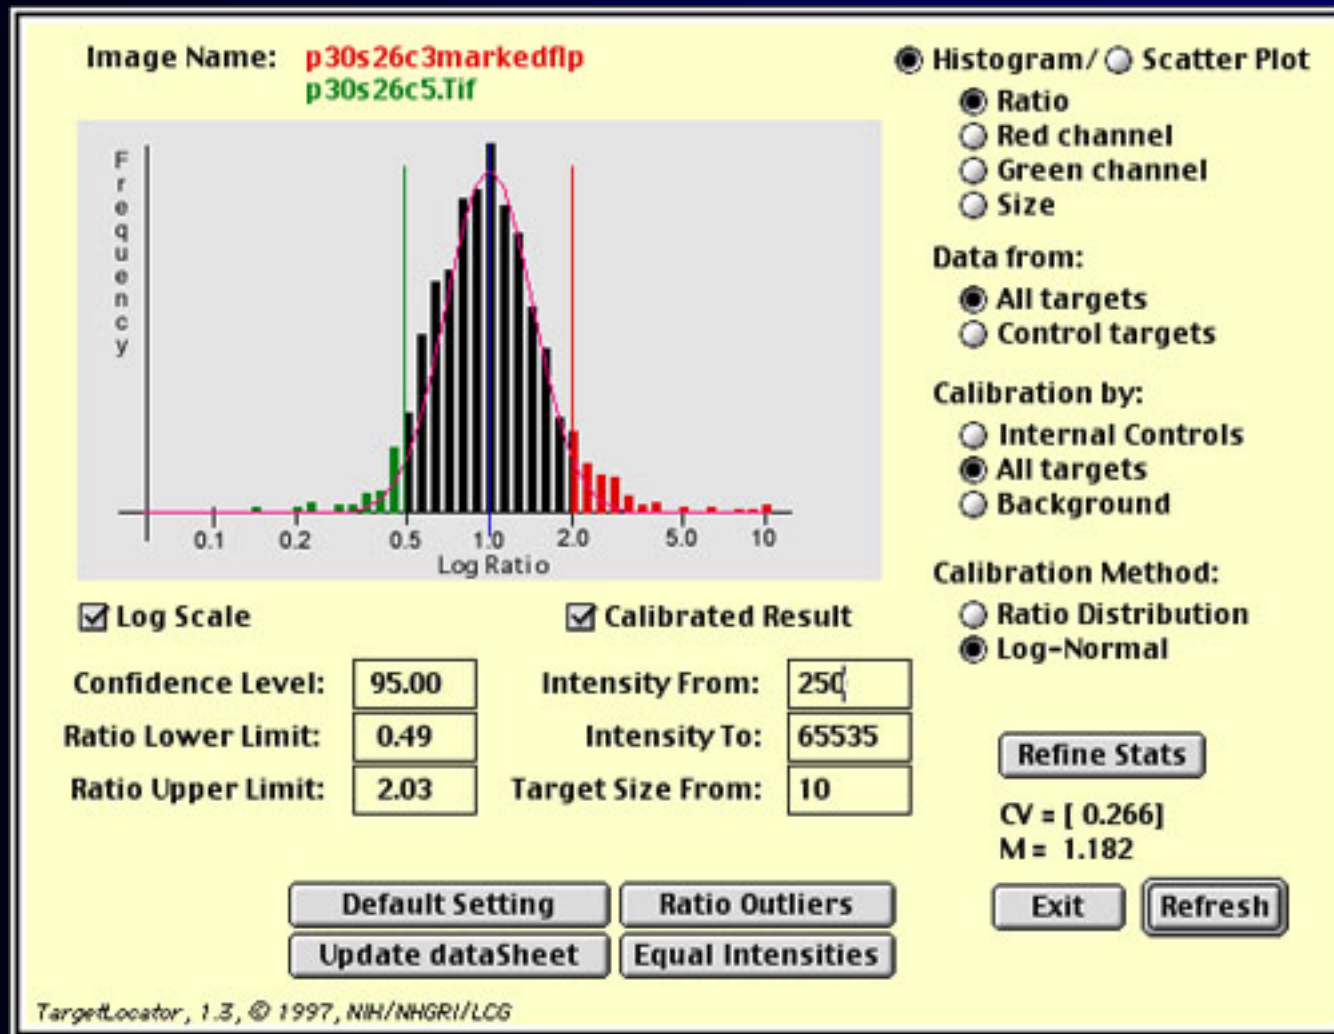 Image Name: p30s26c3markedflp
p30s26c5.Tif
Histogram/ Scatter Plot
Ratio
Red channel
Green channel
Size
Data from:
All targets
Control targets
Calibration by:
Internal Controls
All targets
Background
Calibration Method:
Ratio Distribution
Log-Normal
Frequency
0.1 0.2 0.5 1.0 2.0 5.0 10
Log Ratio
Log Scale Calibrated Result
Confidence Level: 95.00 Intensity From: 250
Ratio Lower Limit: 0.49 Intensity To: 65535
Ratio Upper Limit: 2.03 Target Size From: 10
Refine Stats
CV = [ 0.266]
M = 1.182
Default Setting Ratio Outliers Exit Refresh
Update dataSheet Equal Intensities
TargetLocator, 1.3, © 1997, NIH/NHGRI/LCG